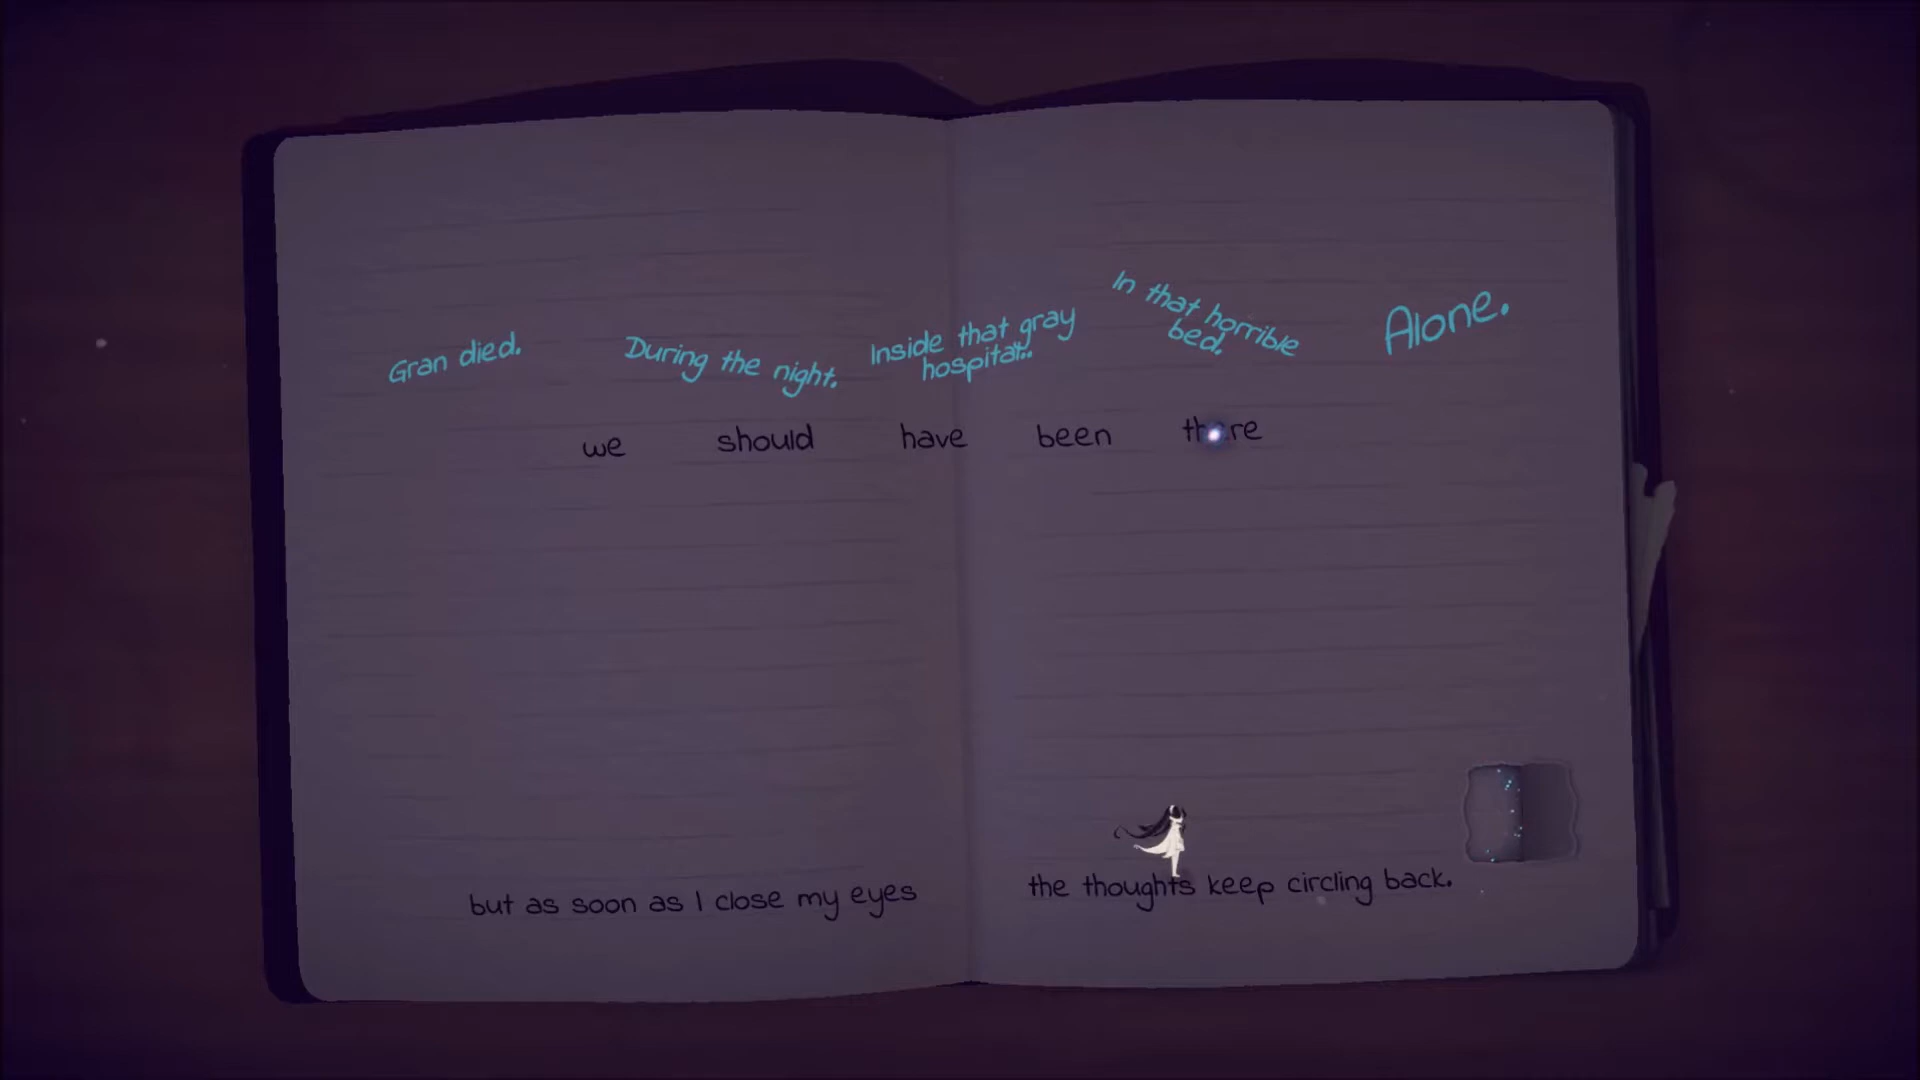 Gran died.
During the night.
Inside that gray
hospital..
In that horrible
bed.
Alone.
we should have been there
but as soon as I close my eyes
the thoughts keep circling back.